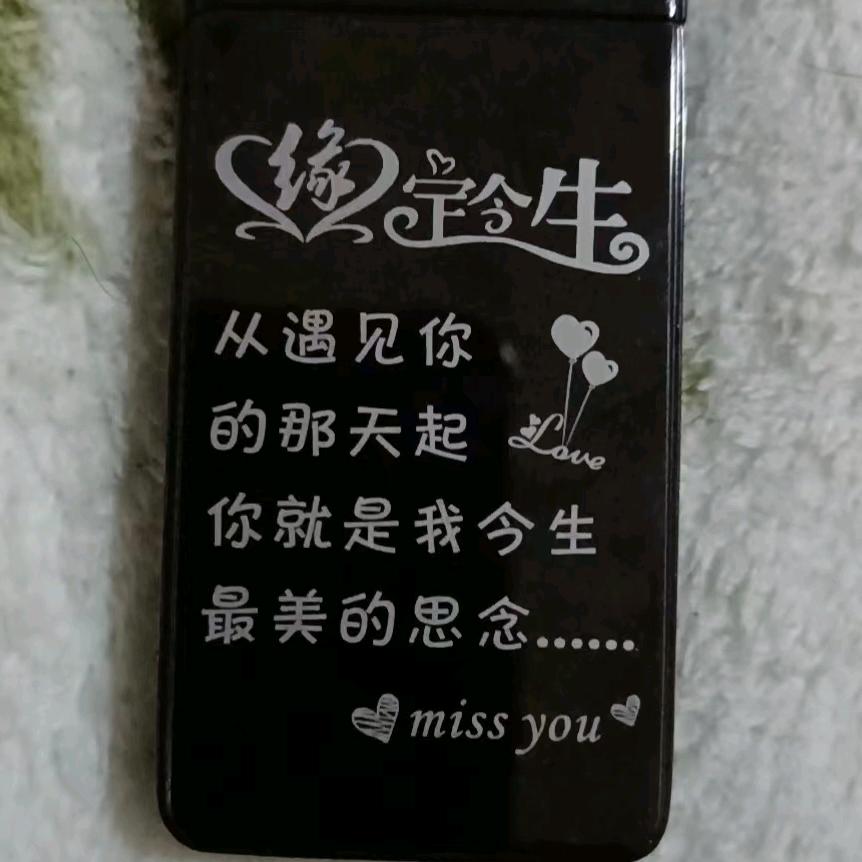 缘定今生
从遇见你
的那天起
Love
你就是我今生
最美的思念……
miss you